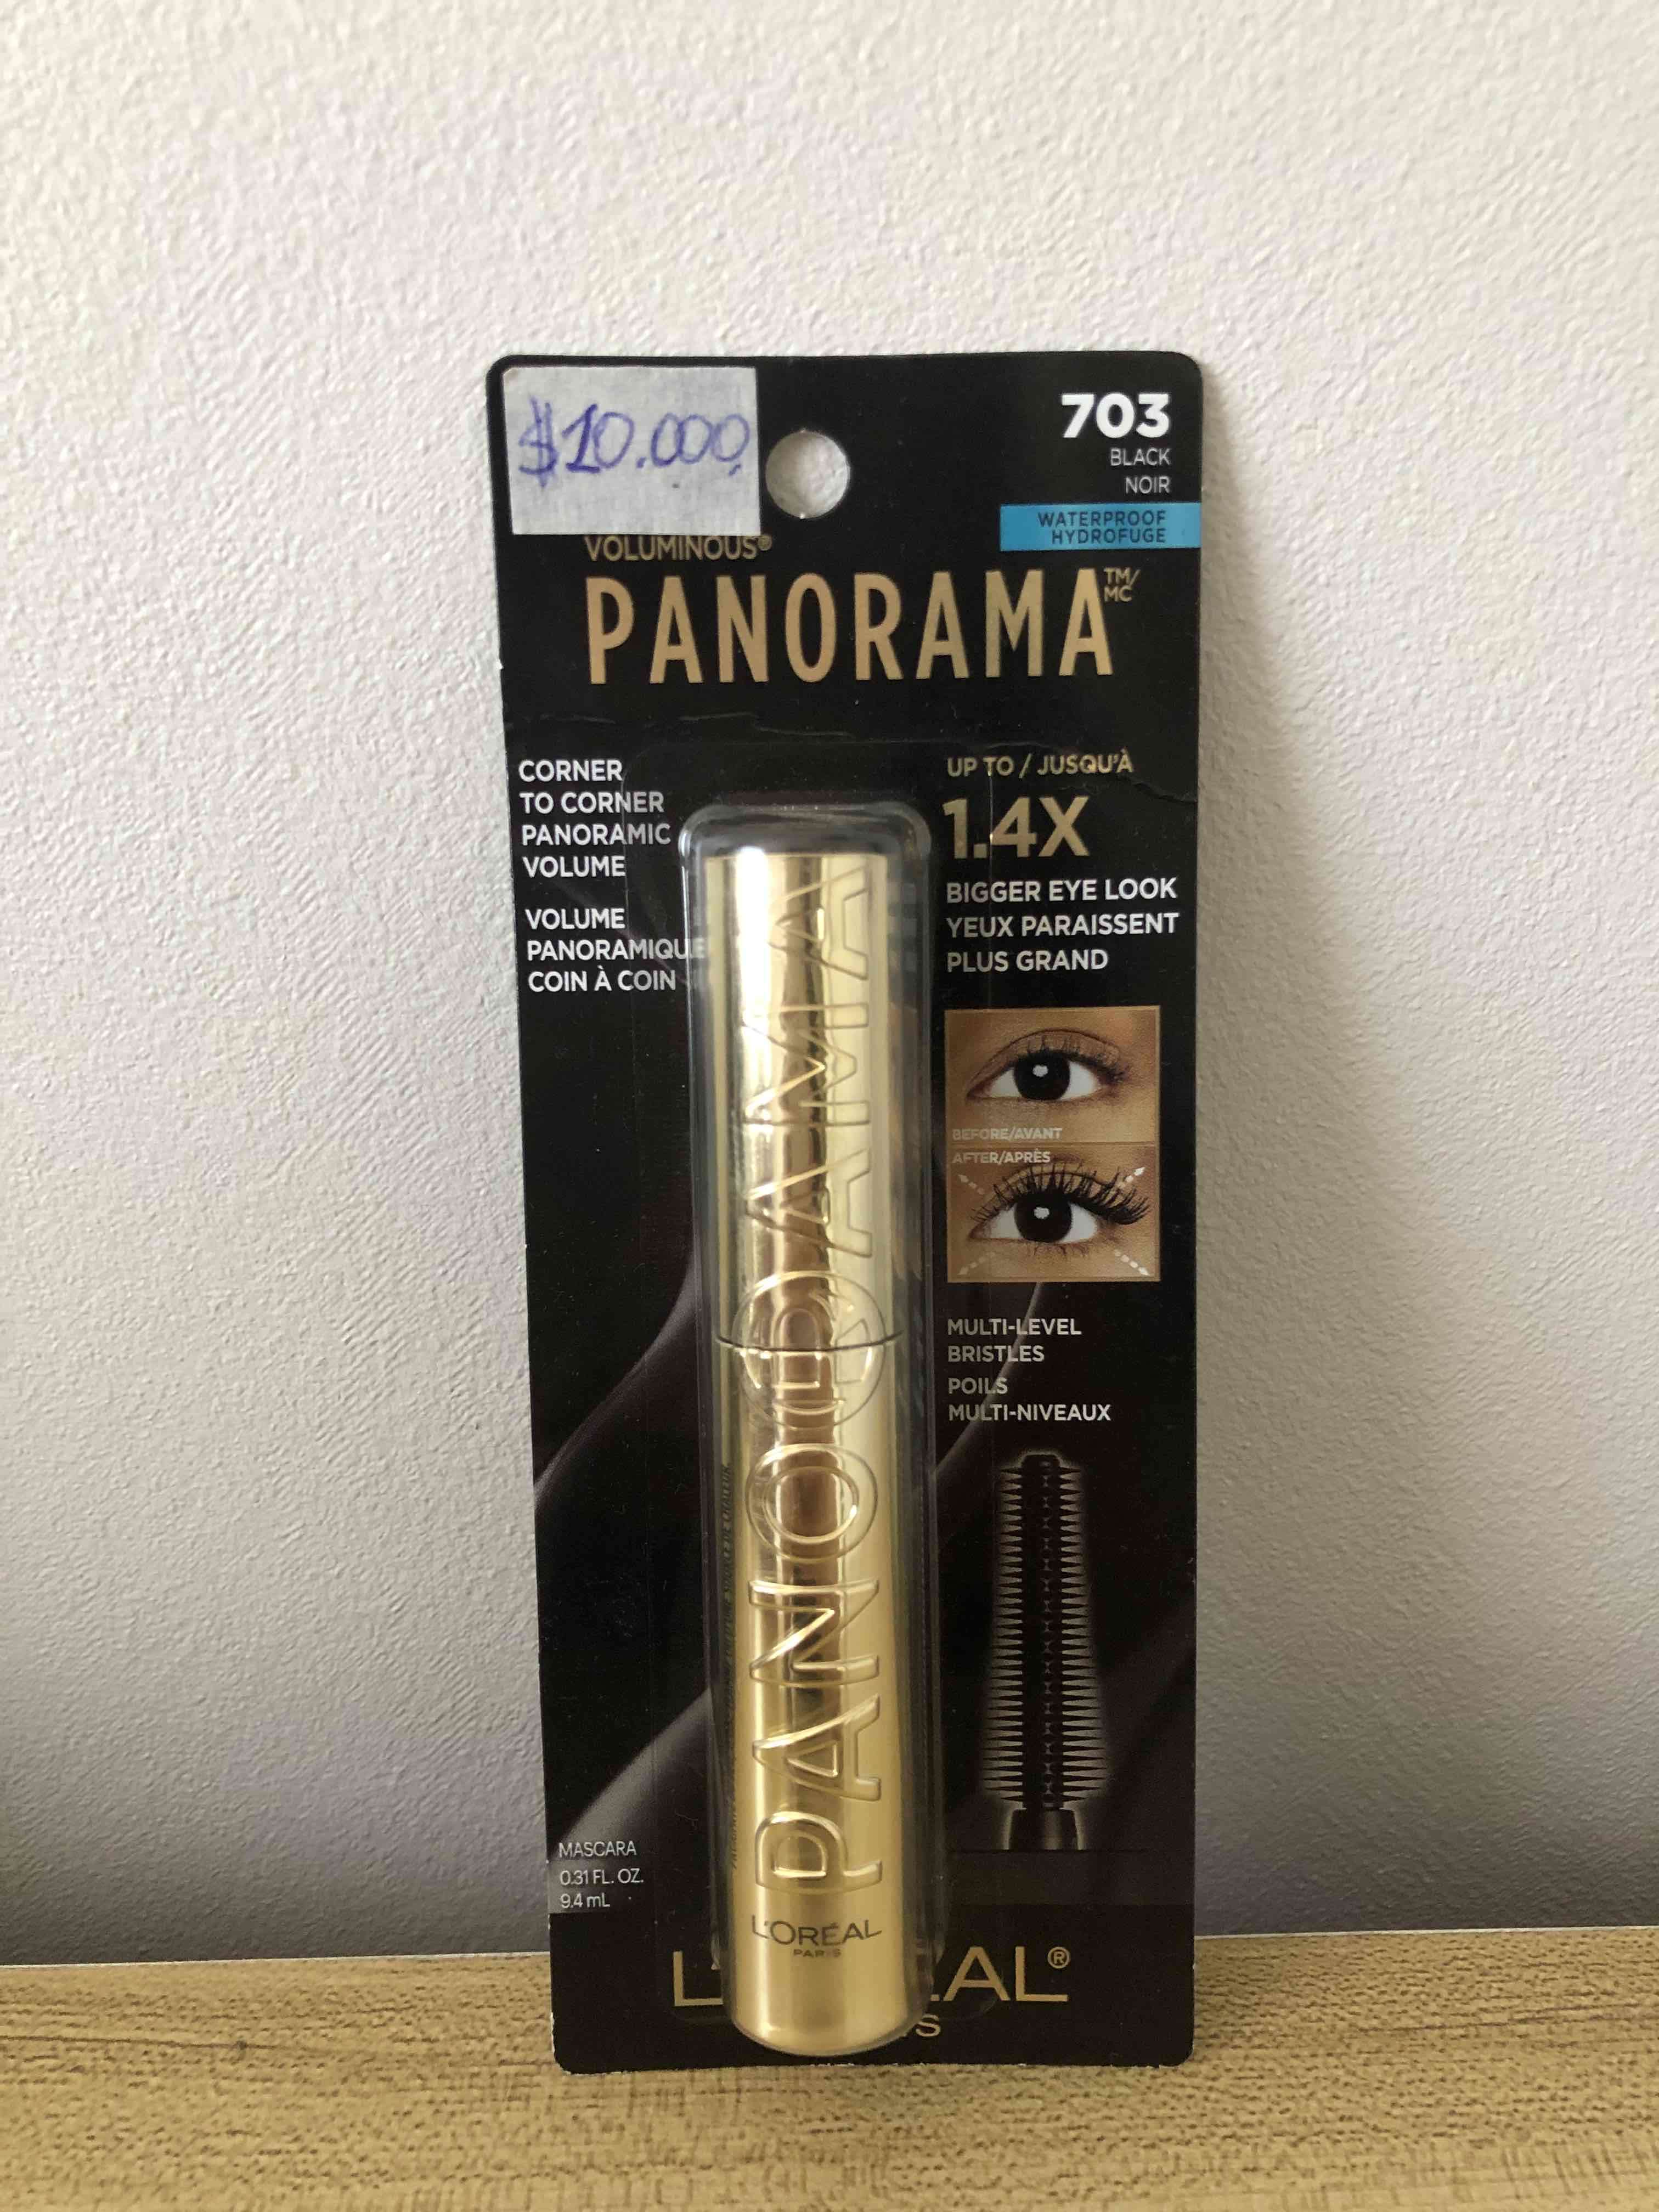 $10.000
703
BLACK
NOIR
WATERPROOF
HYDROFUGE
VOLUMINOUS®
PANORAMA TM/
MC
CORNER
TO CORNER
PANORAMIC
VOLUME
VOLUME
PANORAMIQUE
COIN À COIN
UP TO / JUSQU'À
1.4X
BIGGER EYE LOOK
YEUX PARAISSENT
PLUS GRAND
BEFORE/AVANT
AFTER/APRÈS
MULTI-LEVEL
BRISTLES
POILS
MULTI-NIVEAUX
PANORAMA
L'ORÉAL
PARIS
MASCARA
0.31 FL. OZ.
9.4 mL